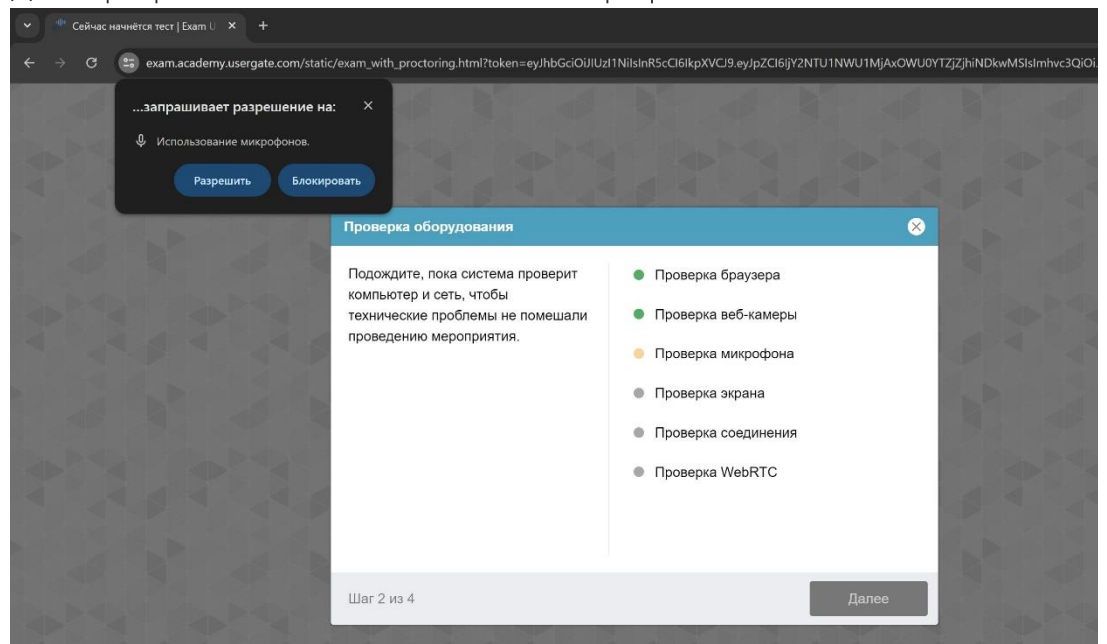 Сейчас начнётся тест | Exam U
exam.academy.usergate.com/static/exam_with_proctoring.html?token=eyJhbGciOiJIUzI1NiIsInR5cCI6IkpXVCJ9.eyJpZCI6IjY2NTU1NWU1MjAxOWU0YTZjZjhiNDkwMSIsImhvc3QiOi.
...запрашивает разрешение на:
Использование микрофонов.
Разрешить Блокировать
Проверка оборудования
Подождите, пока система проверит
компьютер и сеть, чтобы
технические проблемы не помешали
проведению мероприятия.
Проверка браузера
Проверка веб-камеры
Проверка микрофона
Проверка экрана
Проверка соединения
Проверка WebRTC
Шаг 2 из 4
Далее